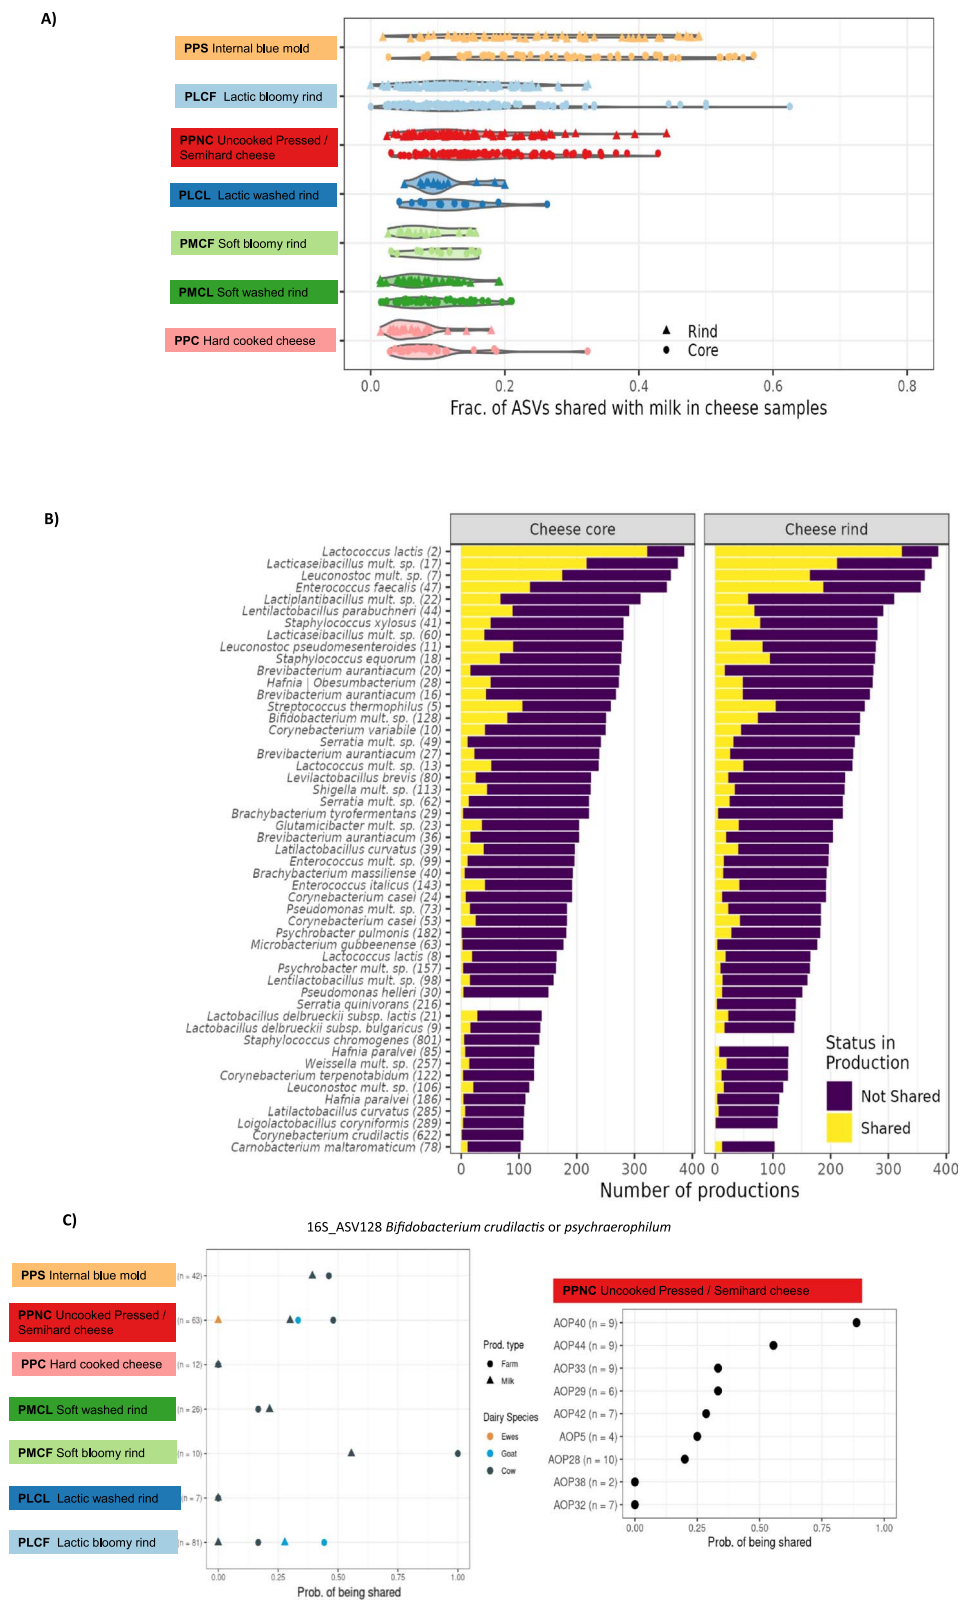 A)
PPS Internal blue mold
PLCF Lactic bloomy rind
PPNC Uncooked Pressed /
Semihard cheese
PLCL Lactic washed rind
PMCF Soft bloomy rind
PMCL Soft washed rind
PPC Hard cooked cheese
Rind
Core
0.0 0.2 0.4 0.6 0.8
Frac. of ASVs shared with milk in cheese samples
B)
Cheese core Cheese rind
Lactococcus lactis (2)
Lacticaseibacillus mult. sp. (17)
Leuconostoc mult. sp. (7)
Enterococcus faecalis (47)
Lactiplantibacillus mult. sp. (22)
Lentilactobacillus parabuchneri (44)
Staphylococcus xylosus (41)
Lacticaseibacillus mult. sp. (60)
Leuconostoc pseudomesenteroides (11)
Staphylococcus equorum (18)
Brevibacterium aurantiacum (20)
Hafnia | Obesumbacterium (28)
Brevibacterium aurantiacum (16)
Streptococcus thermophilus (5)
Bifidobacterium mult. sp. (128)
Corynebacterium variabile (10)
Serratia mult. sp. (49)
Brevibacterium aurantiacum (27)
Lactococcus mult. sp. (13)
Levilactobacillus brevis (80)
Shigella mult. sp. (113)
Serratia mult. sp. (62)
Brachybacterium tyrofermentans (29)
Glutamicibacter mult. sp. (23)
Brevibacterium aurantiacum (36)
Latilactobacillus curvatus (39)
Enterococcus mult. sp. (99)
Brachybacterium massiliense (40)
Enterococcus italicus (143)
Corynebacterium casei (24)
Pseudomonas mult. sp. (73)
Corynebacterium casei (53)
Psychrobacter pulmonis (182)
Microbacterium gubbeenense (63)
Lactococcus lactis (8)
Psychrobacter mult. sp. (157)
Lentilactobacillus mult. sp. (98)
Pseudomonas helleri (30)
Serratia quinivorans (216)
Lactobacillus delbrueckii subsp. lactis (21)
Lactobacillus delbrueckii subsp. bulgaricus (9)
Staphylococcus chromogenes (801)
Hafnia paralvei (85)
Weissella mult. sp. (257)
Corynebacterium terpenotabidum (122)
Leuconostoc mult. sp. (106)
Hafnia paralvei (186)
Latilactobacillus curvatus (285)
Loigolactobacillus coryniformis (289)
Corynebacterium crudilactis (622)
Carnobacterium maltaromaticum (78)
Status in
Production
Not Shared
Shared
0 100 200 300 400 0 100 200 300 400
Number of productions
C)
16S_ASV128 Bifidobacterium crudilactis or psychraerophilum
PPS Internal blue mold (n = 42)
PPNC Uncooked Pressed /
Semihard cheese (n = 63)
PPC Hard cooked cheese (n = 12)
PMCL Soft washed rind (n = 26)
PMCF Soft bloomy rind (n = 10)
PLCL Lactic washed rind (n = 7)
PLCF Lactic bloomy rind (n = 81)
0.00 0.25 0.50 0.75 1.00
Prob. of being shared
Prod. type
Farm
Milk
Dairy Species
Ewes
Goat
Cow
PPNC Uncooked Pressed / Semihard cheese
AOP40 (n = 9)
AOP44 (n = 9)
AOP33 (n = 9)
AOP29 (n = 6)
AOP42 (n = 7)
AOP5 (n = 4)
AOP28 (n = 10)
AOP38 (n = 2)
AOP32 (n = 7)
0.00 0.25 0.50 0.75 1.00
Prob. of being shared